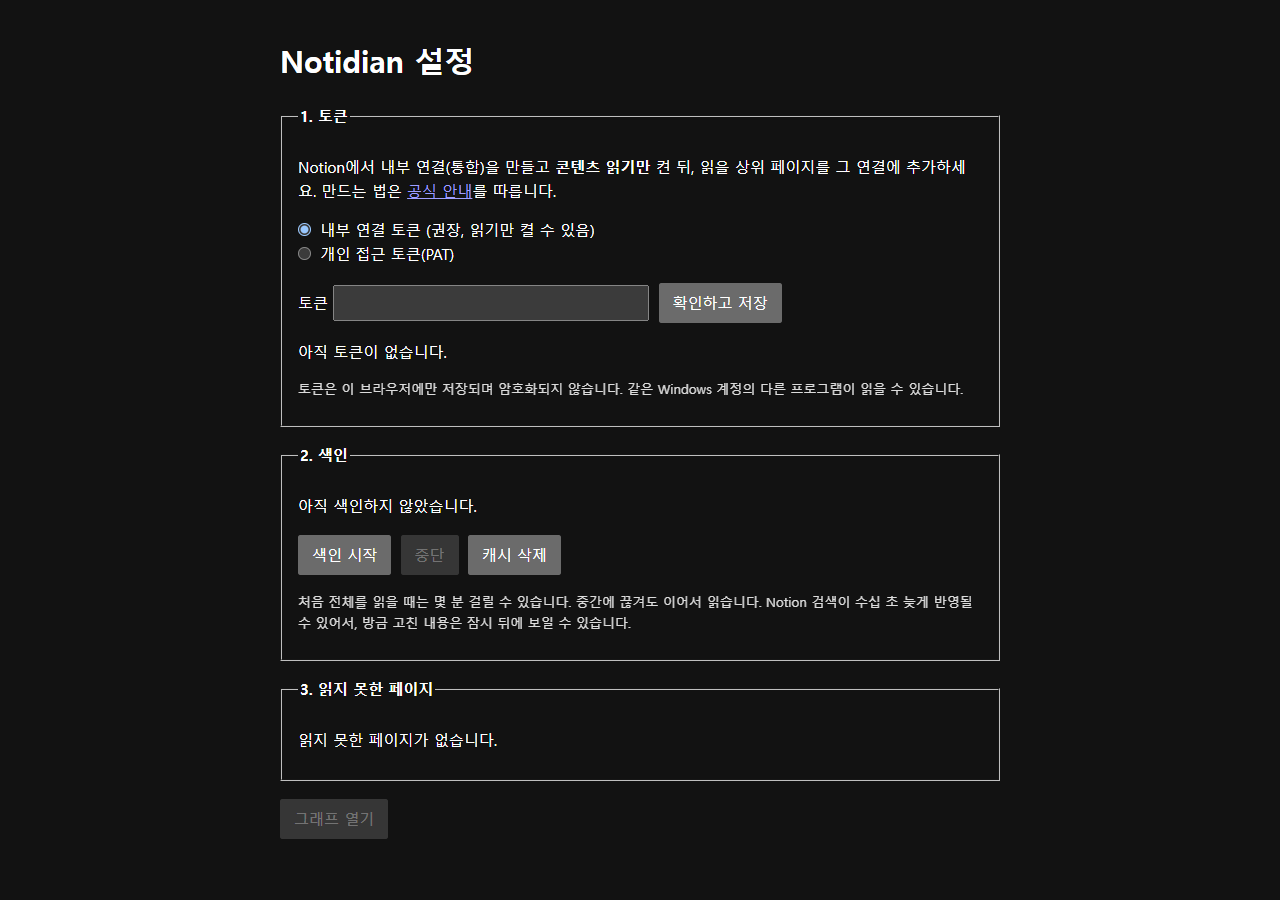 Notidian 설정
1. 토큰
Notion에서 내부 연결(통합)을 만들고 콘텐츠 읽기만 켠 뒤, 읽을 상위 페이지를 그 연결에 추가하세
요. 만드는 법은 공식 안내를 따릅니다.
내부 연결 토큰 (권장, 읽기만 켤 수 있음)
개인 접근 토큰(PAT)
토큰 확인하고 저장
아직 토큰이 없습니다.
토큰은 이 브라우저에만 저장되며 암호화되지 않습니다. 같은 Windows 계정의 다른 프로그램이 읽을 수 있습니다.
2. 색인
아직 색인하지 않았습니다.
색인 시작 중단 캐시 삭제
처음 전체를 읽을 때는 몇 분 걸릴 수 있습니다. 중간에 끊겨도 이어서 읽습니다. Notion 검색이 수십 초 늦게 반영될
수 있어서, 방금 고친 내용은 잠시 뒤에 보일 수 있습니다.
3. 읽지 못한 페이지
읽지 못한 페이지가 없습니다.
그래프 열기